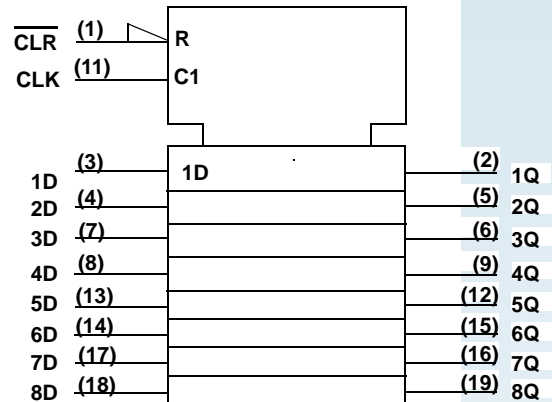 CLR (1) R
CLK (11) C1
1D (3) 1D (2) 1Q
2D (4) (5) 2Q
3D (7) (6) 3Q
4D (8) (9) 4Q
5D (13) (12) 5Q
6D (14) (15) 6Q
7D (17) (16) 7Q
8D (18) (19) 8Q